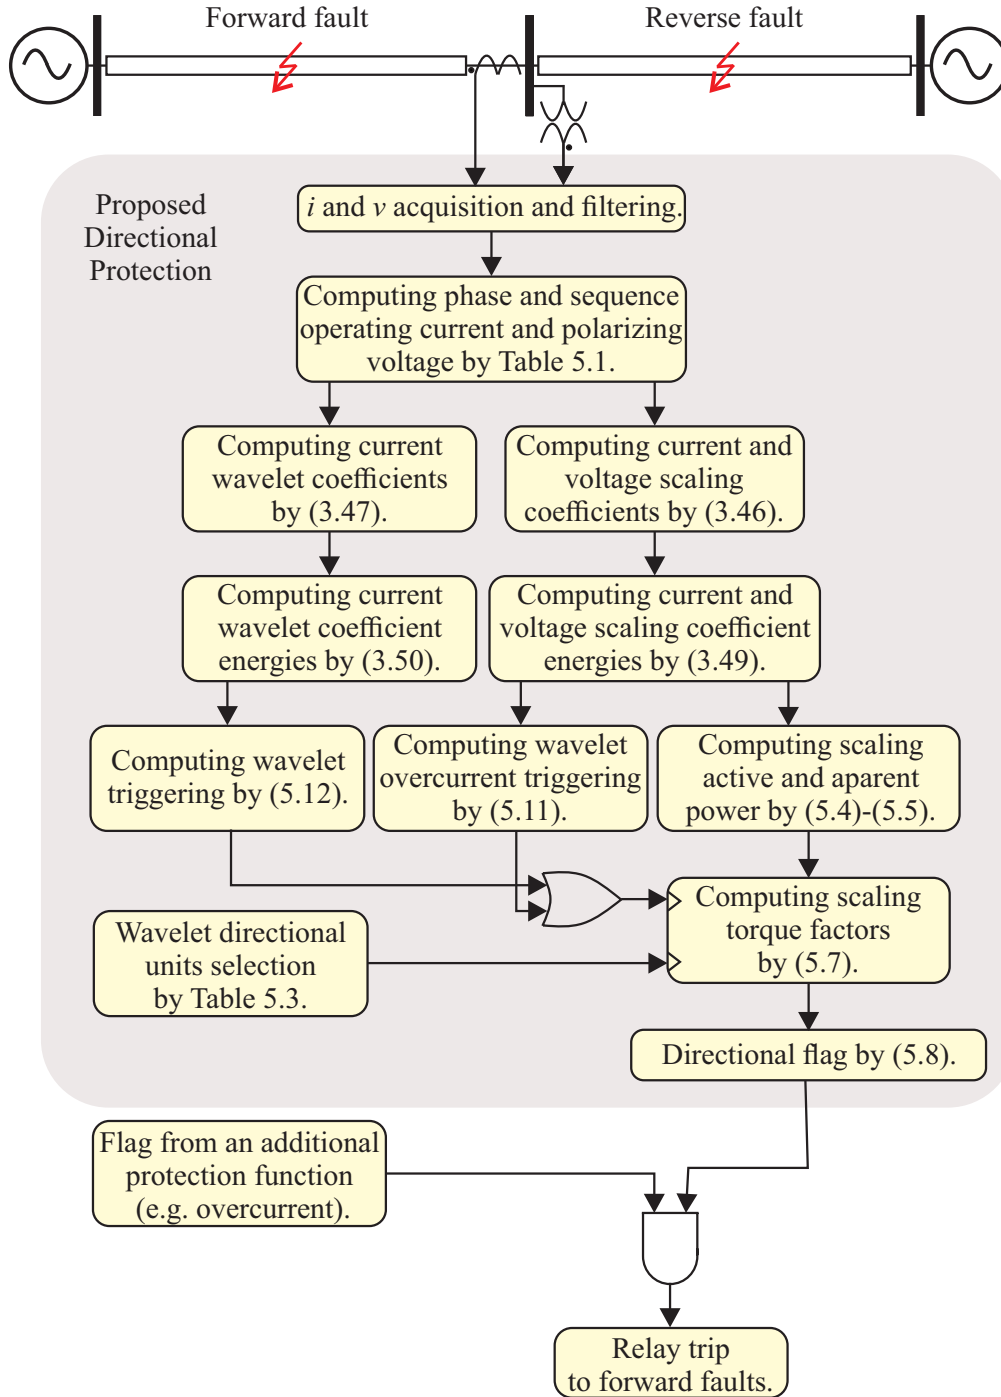 Forward fault
Reverse fault
Proposed
Directional
Protection
i and v acquisition and filtering.
Computing phase and sequence
operating current and polarizing
voltage by Table 5.1.
Computing current
wavelet coefficients
by (3.47).
Computing current and
voltage scaling
coefficients by (3.46).
Computing current
wavelet coefficient
energies by (3.50).
Computing current and
voltage scaling coefficient
energies by (3.49).
Computing wavelet
triggering by (5.12).
Computing wavelet
overcurrent triggering
by (5.11).
Computing scaling
active and aparent
power by (5.4)-(5.5).
Computing scaling
torque factors
by (5.7).
Wavelet directional
units selection
by Table 5.3.
Directional flag by (5.8).
Flag from an additional
protection function
(e.g. overcurrent).
Relay trip
to forward faults.